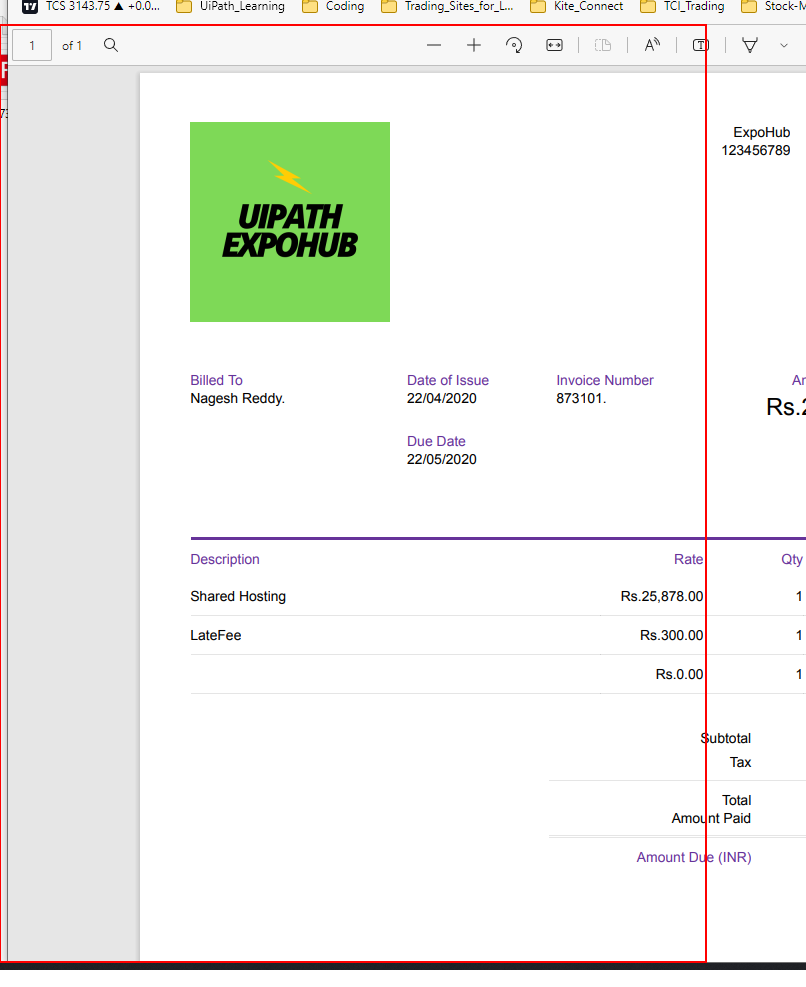 TCS 3143.75 ▲ +0.0... UiPath_Learning Coding Trading_Sites_for_L... Kite_Connect TCI_Trading Stock-M
1 of 1
ExpoHub
123456789
UIPATH
EXPOHUB
Billed To Date of Issue Invoice Number
Nagesh Reddy. 22/04/2020 873101. Rs.2
Due Date
22/05/2020
Description Rate Qty
Shared Hosting Rs.25,878.00 1
LateFee Rs.300.00 1
Rs.0.00 1
Subtotal
Tax
Total
Amount Paid
Amount Due (INR)